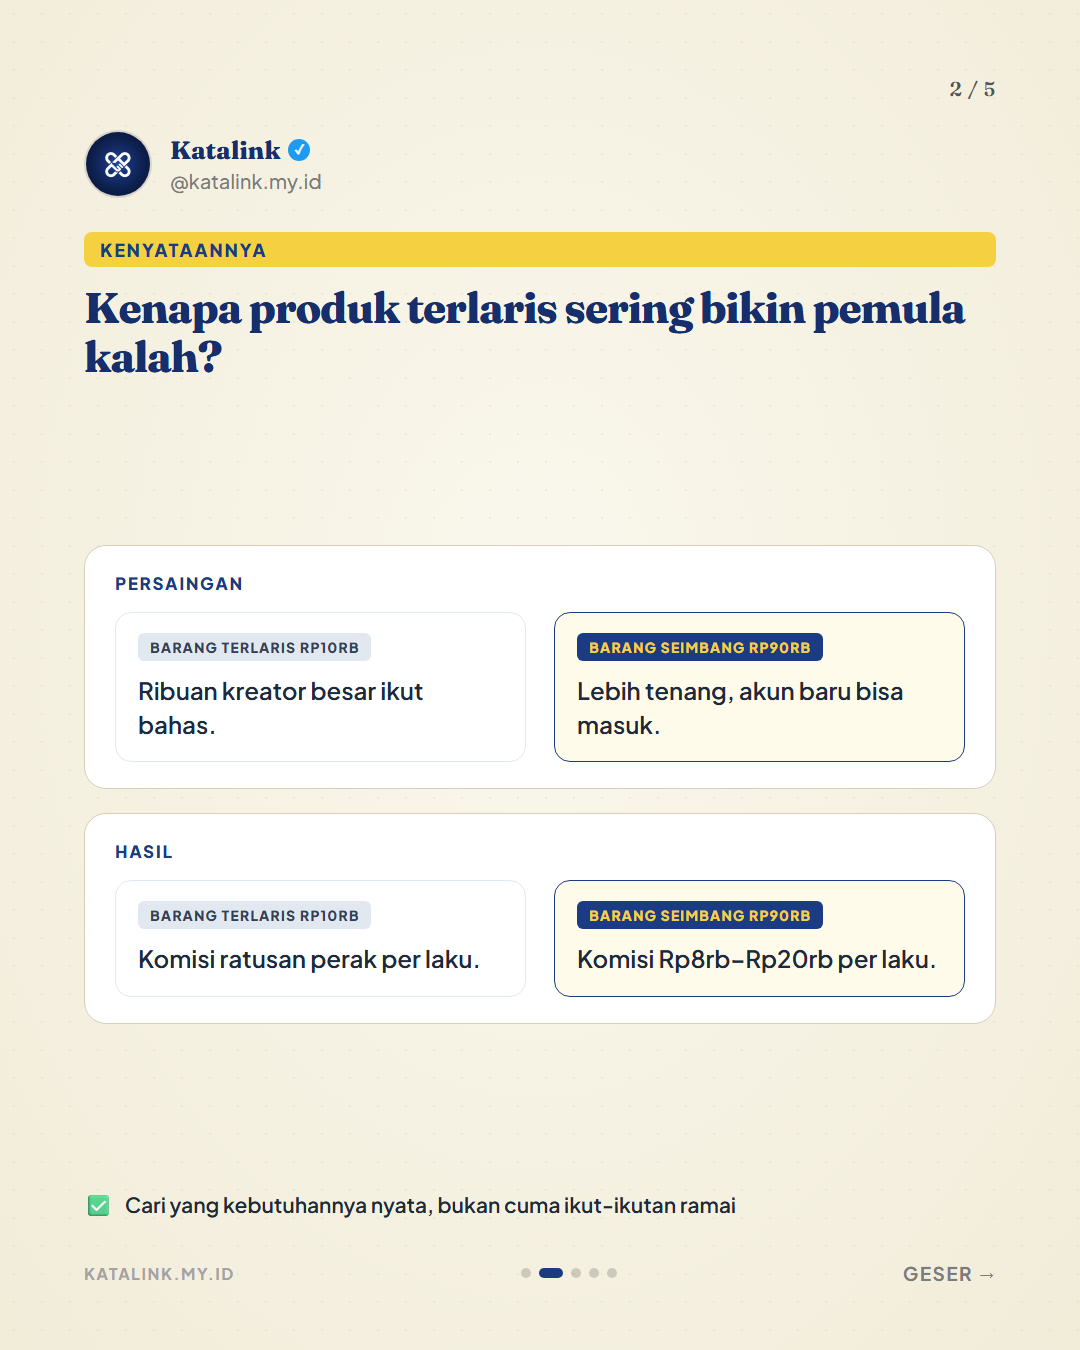 2 / 5
Katalink
@katalink.my.id
KENYATAANNYA
Kenapa produk terlaris sering bikin pemula
kalah?
PERSAINGAN
BARANG TERLARIS RP10RB
Ribuan kreator besar ikut
bahas.
BARANG SEIMBANG RP90RB
Lebih tenang, akun baru bisa
masuk.
HASIL
BARANG TERLARIS RP10RB
Komisi ratusan perak per laku.
BARANG SEIMBANG RP90RB
Komisi Rp8rb–Rp20rb per laku.
✅ Cari yang kebutuhannya nyata, bukan cuma ikut-ikutan ramai
KATALINK.MY.ID
GESER →